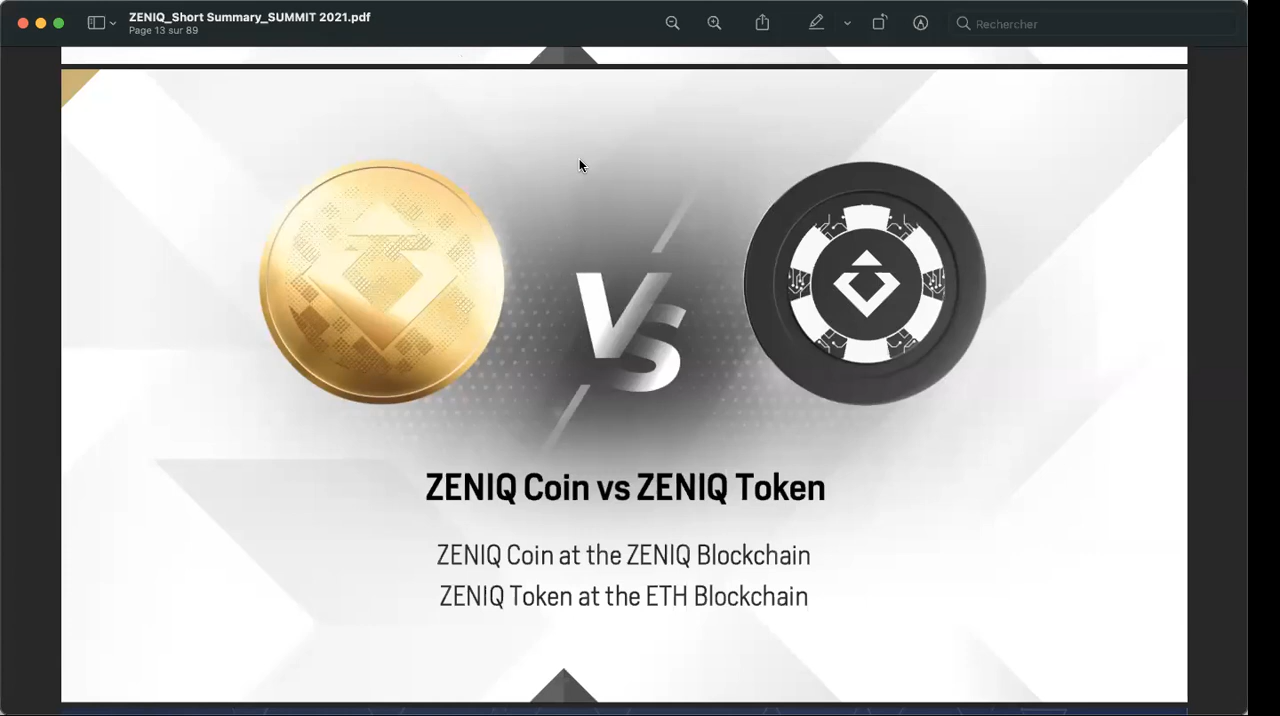 ZENIQ_Short Summary_SUMMIT 2021.pdf
Page 13 sur 89
Rechercher
VS
ZENIQ Coin vs ZENIQ Token
ZENIQ Coin at the ZENIQ Blockchain
ZENIQ Token at the ETH Blockchain